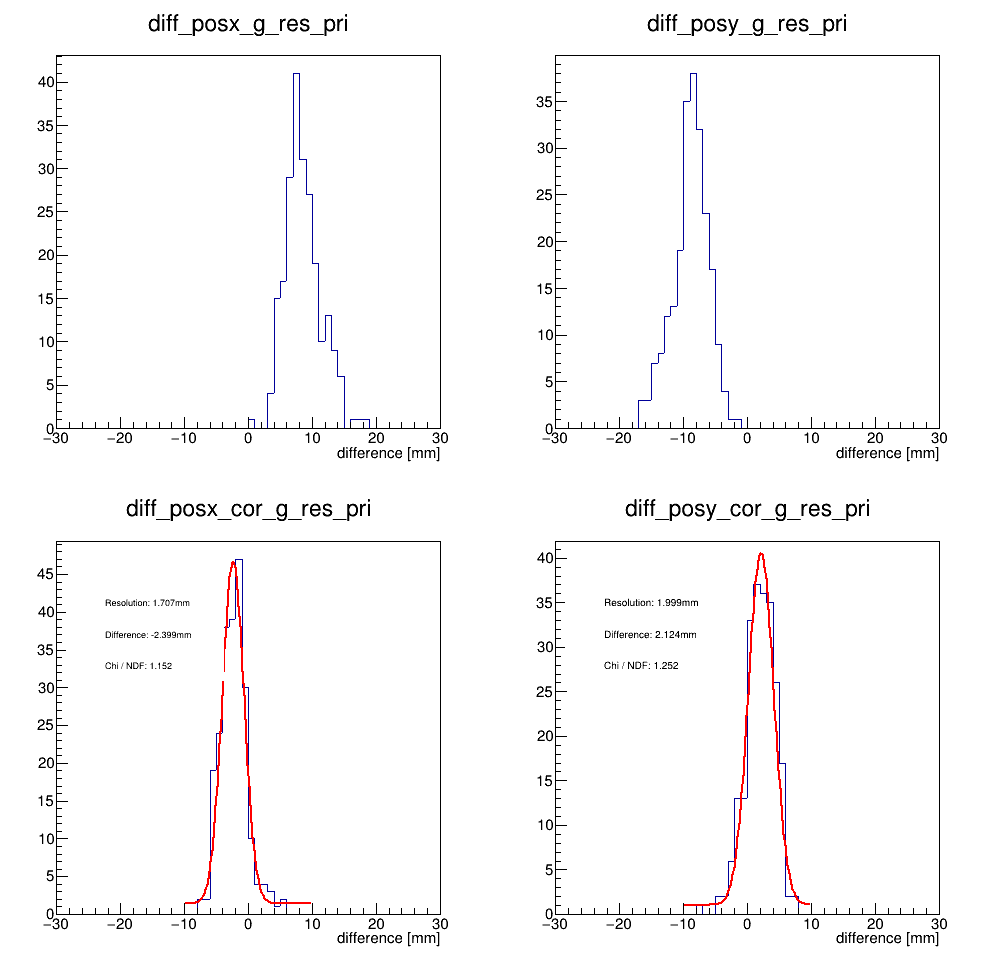 diff_posx_g_res_pri
40
35
30
25
20
15
10
5
0
−30 −20 −10 0 10 20 30
difference [mm]
diff_posy_g_res_pri
35
30
25
20
15
10
5
0
−30 −20 −10 0 10 20 30
difference [mm]
diff_posx_cor_g_res_pri
45
40
35
30
25
20
15
10
5
0
Resolution: 1.707mm
Difference: -2.399mm
Chi / NDF: 1.152
−30 −20 −10 0 10 20 30
difference [mm]
diff_posy_cor_g_res_pri
40
35
30
25
20
15
10
5
0
Resolution: 1.999mm
Difference: 2.124mm
Chi / NDF: 1.252
−30 −20 −10 0 10 20 30
difference [mm]